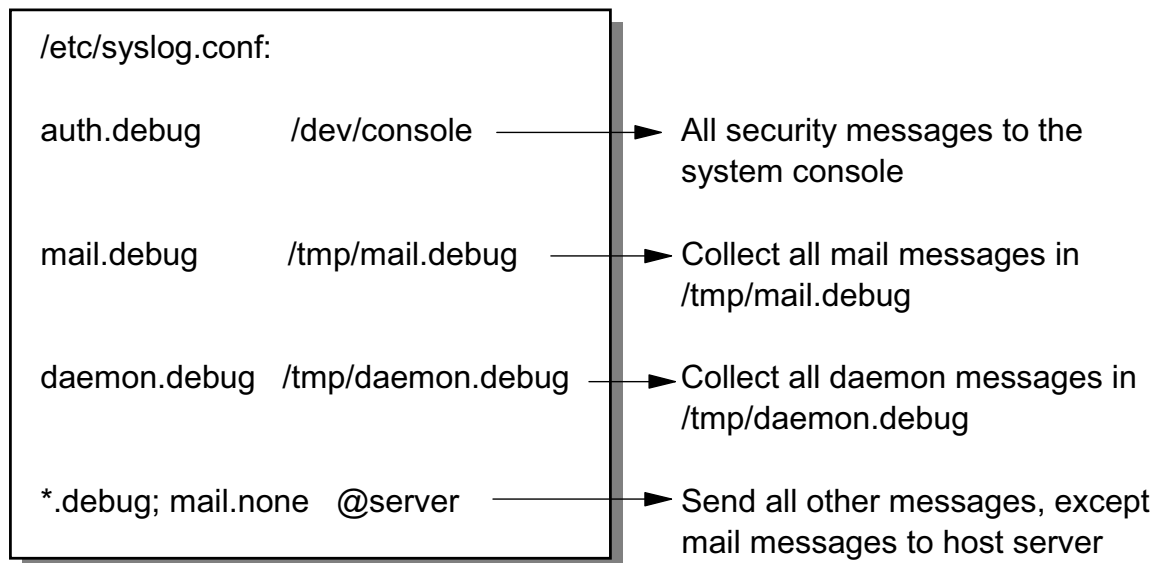 /etc/syslog.conf:
auth.debug /dev/console
All security messages to the
system console
mail.debug /tmp/mail.debug
Collect all mail messages in
/tmp/mail.debug
daemon.debug /tmp/daemon.debug
Collect all daemon messages in
/tmp/daemon.debug
*.debug; mail.none @server
Send all other messages, except
mail messages to host server